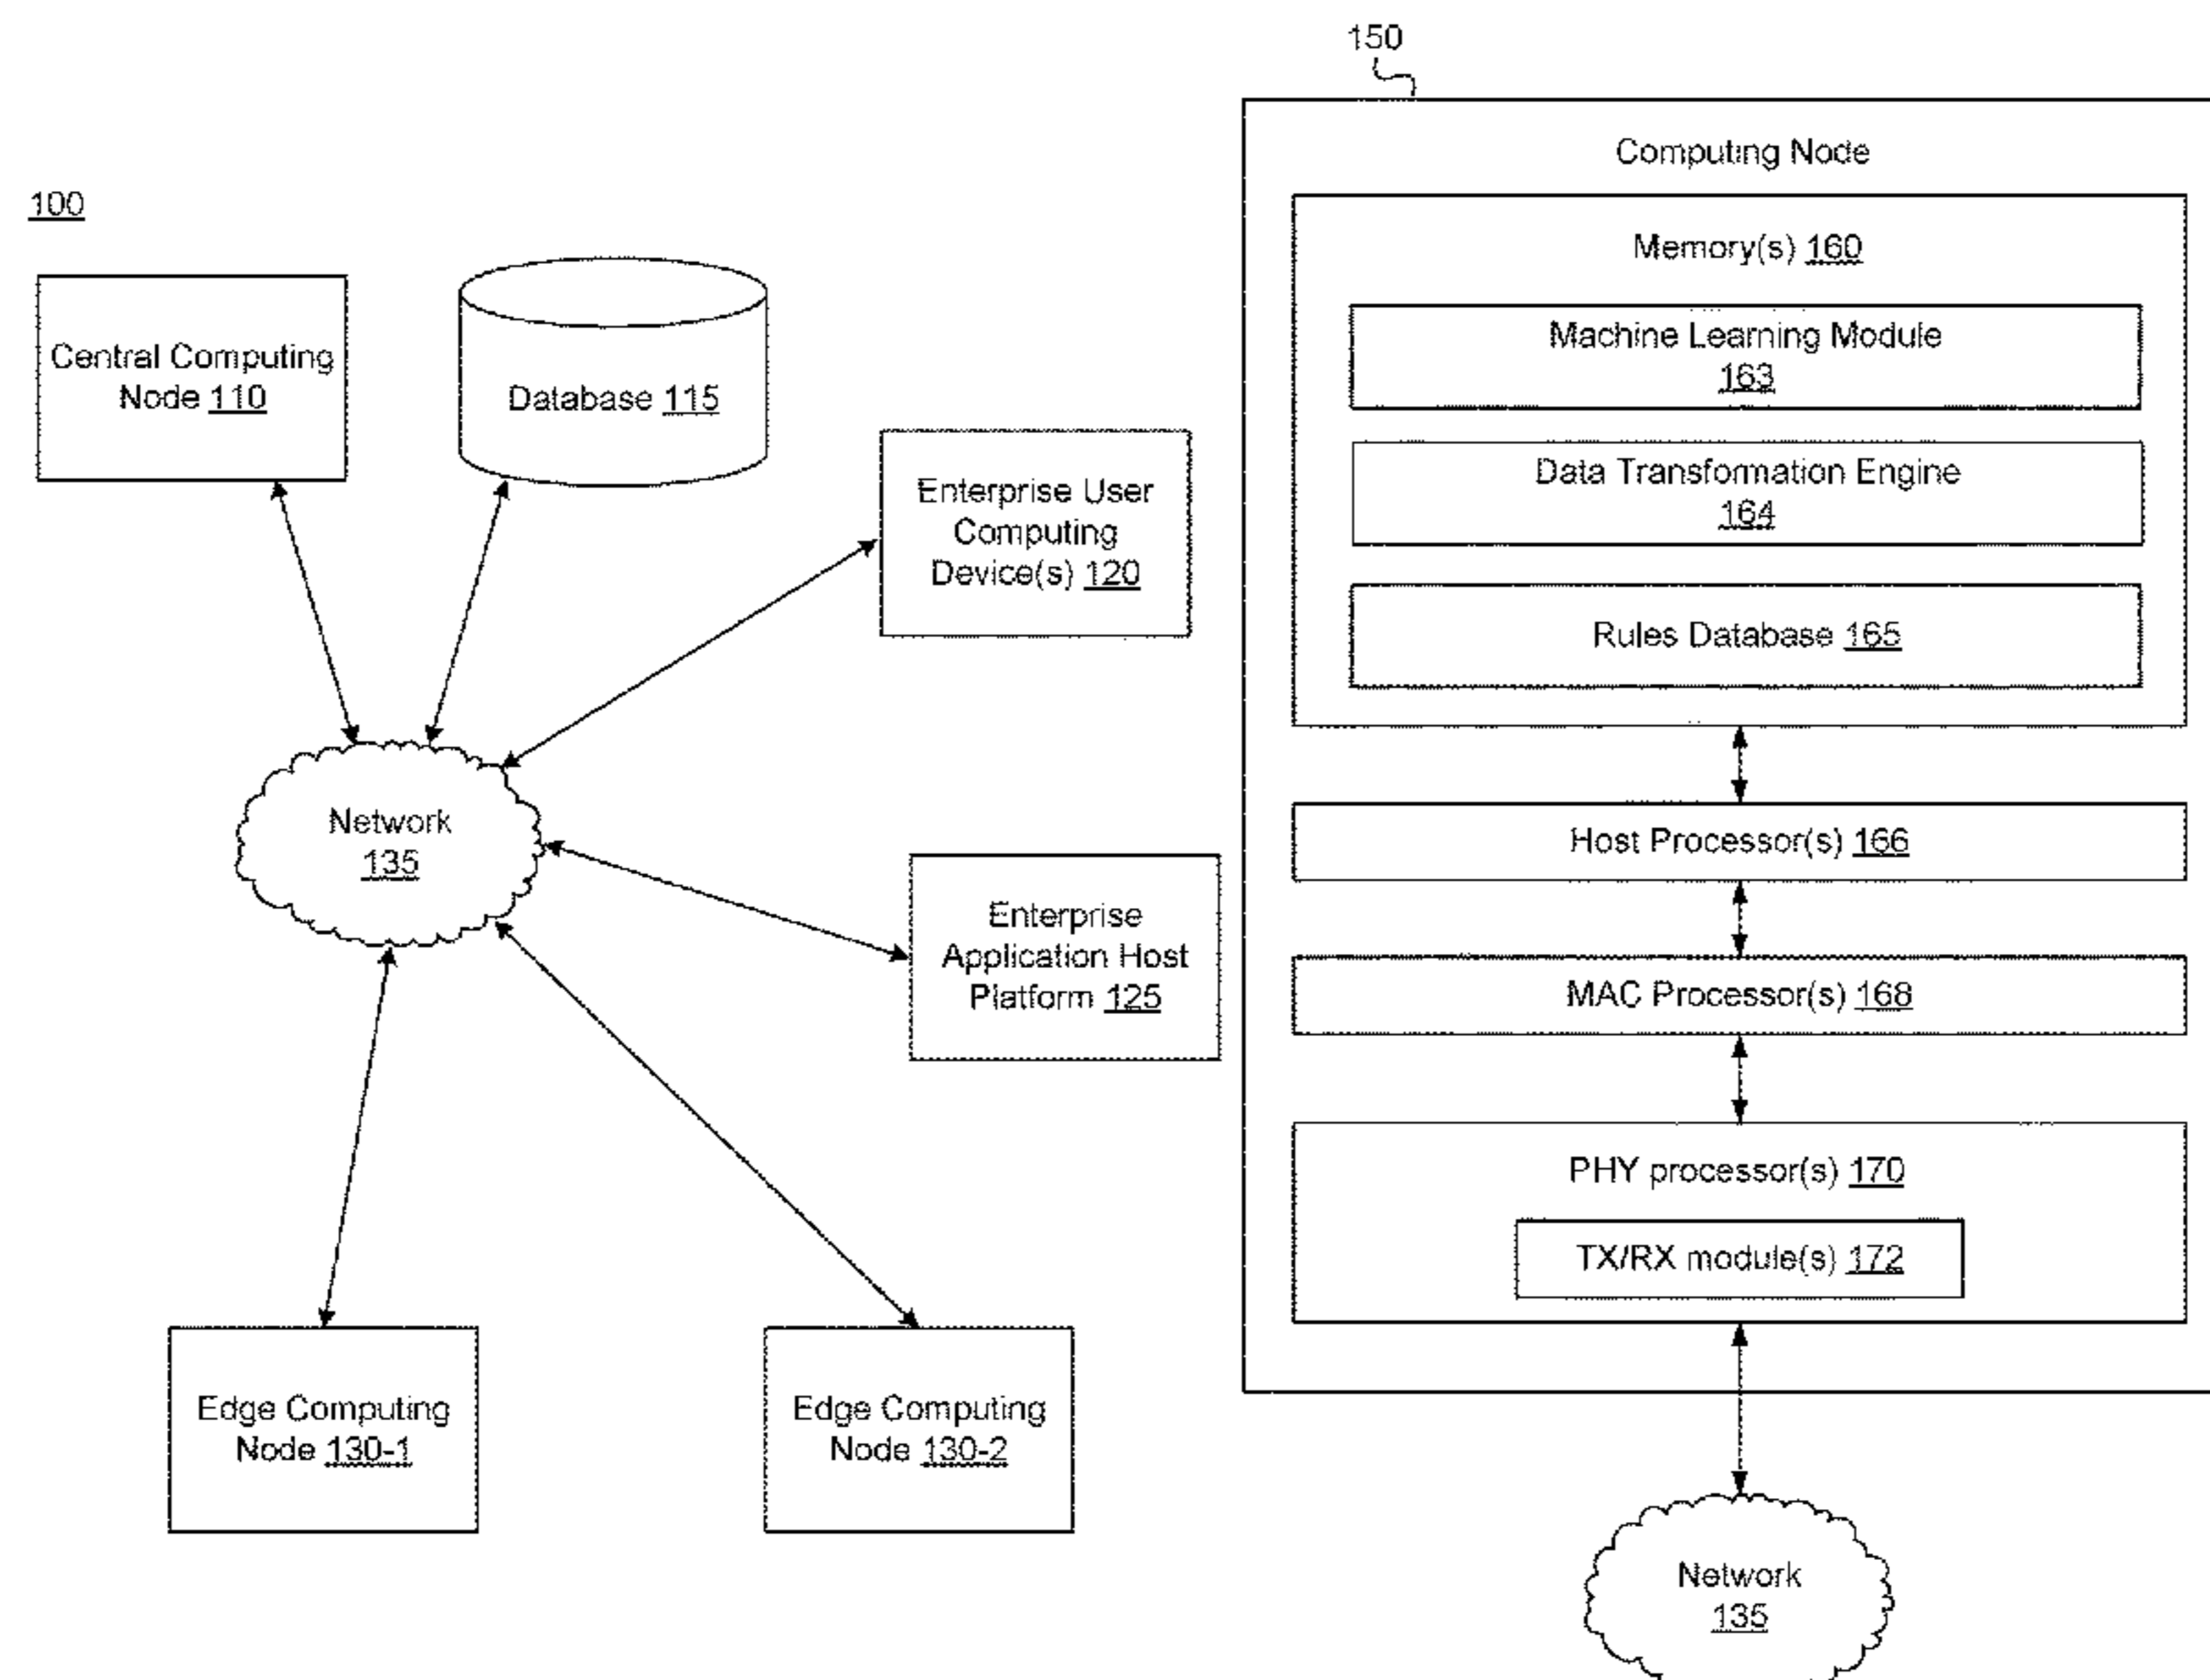 100
Central Computing
Node 110
Database 115
Enterprise User
Computing
Device(s) 120
Network
135
Enterprise
Application Host
Platform 125
Edge Computing
Node 130-1
Edge Computing
Node 130-2
150
Computing Node
Memory(s) 160
Machine Learning Module
163
Data Transformation Engine
164
Rules Database 165
Host Processor(s) 166
MAC Processor(s) 168
PHY processor(s) 170
TX/RX module(s) 172
Network
135